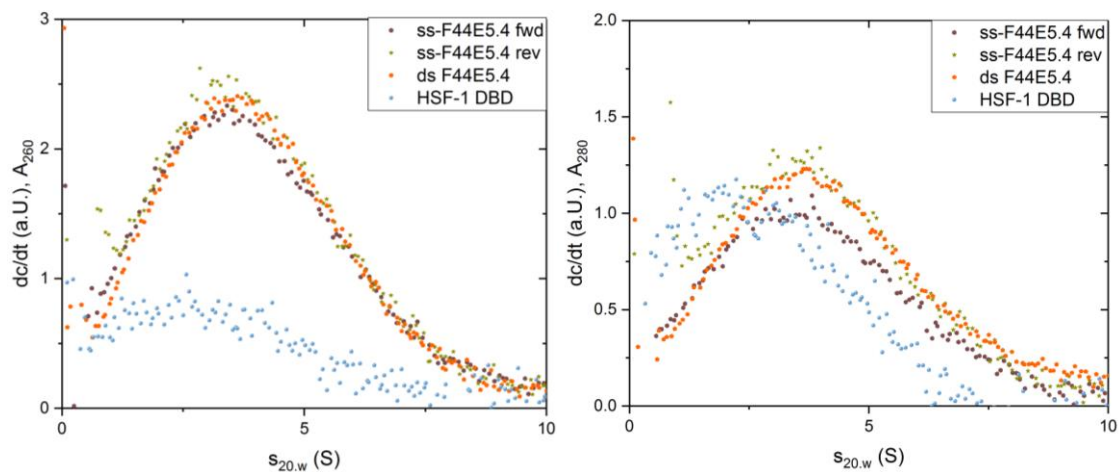 3
2
1
0
dc/dt (a.U.), A260
ss-F44E5.4 fwd
ss-F44E5.4 rev
ds F44E5.4
HSF-1 DBD
0
5
10
s20.w (S)
2.0
1.5
1.0
0.5
0.0
dc/dt (a.U.), A280
ss-F44E5.4 fwd
ss-F44E5.4 rev
ds F44E5.4
HSF-1 DBD
0
5
10
s20.w (S)